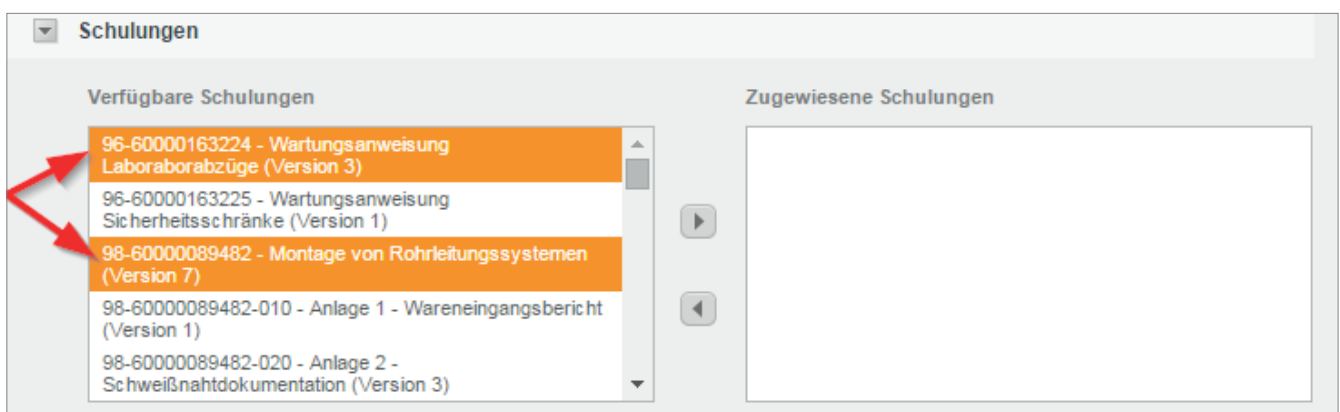 Schulungen
Verfügbare Schulungen
Zugewiesene Schulungen
96-60000163224 - Wartungsanweisung
Laboraborabzüge (Version 3)
96-60000163225 - Wartungsanweisung
Sicherheitsschränke (Version 1)
98-60000089482 - Montage von Rohrleitungssystemen
(Version 7)
98-60000089482-010 - Anlage 1 - Wareneingangsbericht
(Version 1)
98-60000089482-020 - Anlage 2 -
Schweißnahtdokumentation (Version 3)